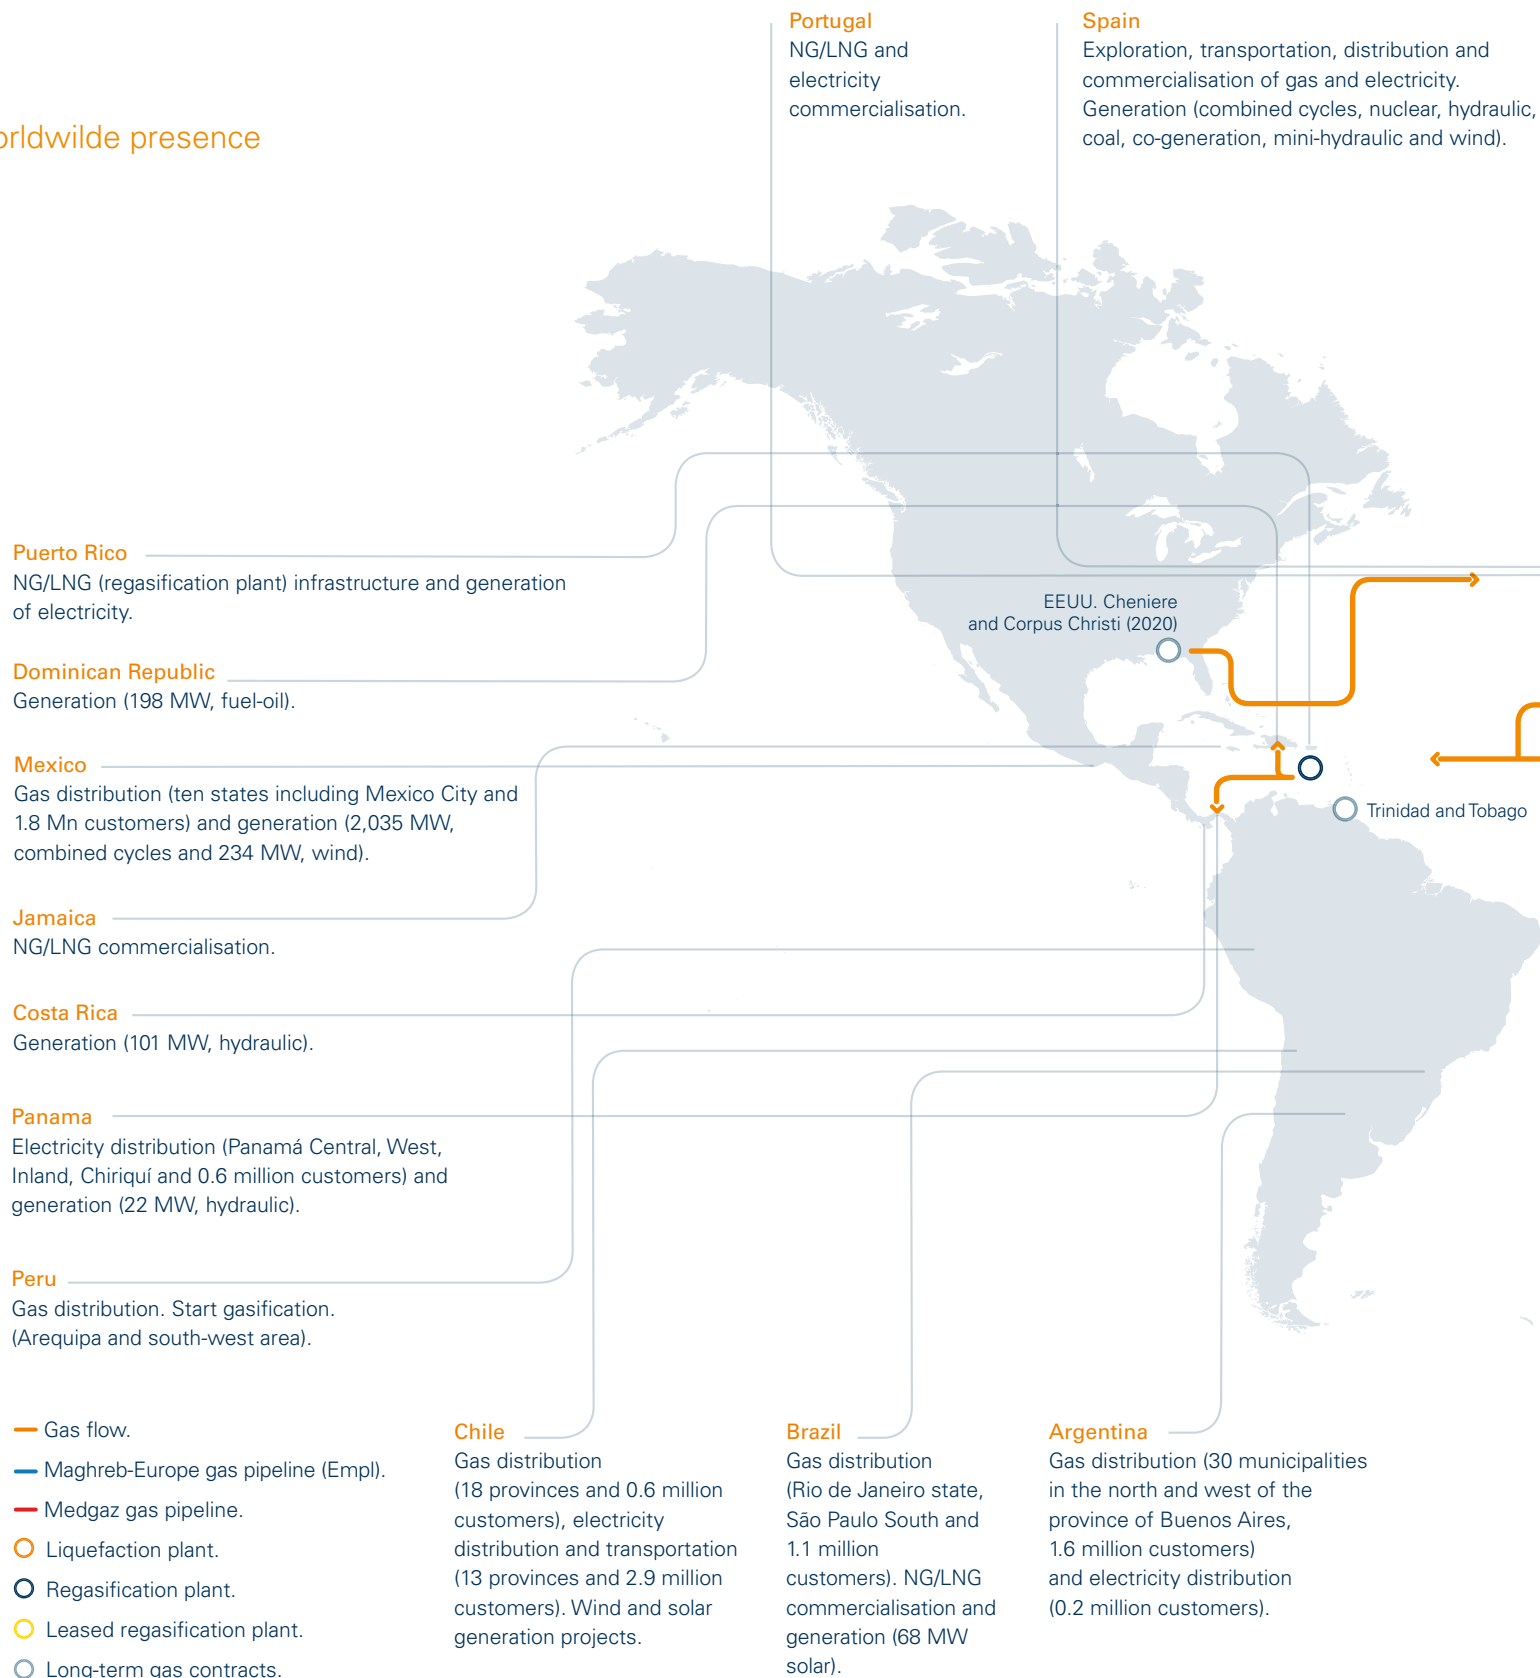 Portugal
NG/LNG and
electricity
commercialisation.
Spain
Exploration, transportation, distribution and
commercialisation of gas and electricity.
Generation (combined cycles, nuclear, hydraulic,
coal, co-generation, mini-hydraulic and wind).
orldwilde presence
Puerto Rico
NG/LNG (regasification plant) infrastructure and generation
of electricity.
Dominican Republic
Generation (198 MW, fuel-oil).
Mexico
Gas distribution (ten states including Mexico City and
1.8 Mn customers) and generation (2,035 MW,
combined cycles and 234 MW, wind).
Jamaica
NG/LNG commercialisation.
Costa Rica
Generation (101 MW, hydraulic).
Panama
Electricity distribution (Panamá Central, West,
Inland, Chiriquí and 0.6 million customers) and
generation (22 MW, hydraulic).
Peru
Gas distribution. Start gasification.
(Arequipa and south-west area).
EEUU. Cheniere
and Corpus Christi (2020)
Trinidad and Tobago
Gas flow.
Maghreb-Europe gas pipeline (Empl).
Medgaz gas pipeline.
Liquefaction plant.
Regasification plant.
Leased regasification plant.
Long-term gas contracts.
Chile
Gas distribution
(18 provinces and 0.6 million
customers), electricity
distribution and transportation
(13 provinces and 2.9 million
customers). Wind and solar
generation projects.
Brazil
Gas distribution
(Rio de Janeiro state,
São Paulo South and
1.1 million
customers). NG/LNG
commercialisation and
generation (68 MW
solar).
Argentina
Gas distribution (30 municipalities
in the north and west of the
province of Buenos Aires,
1.6 million customers)
and electricity distribution
(0.2 million customers).